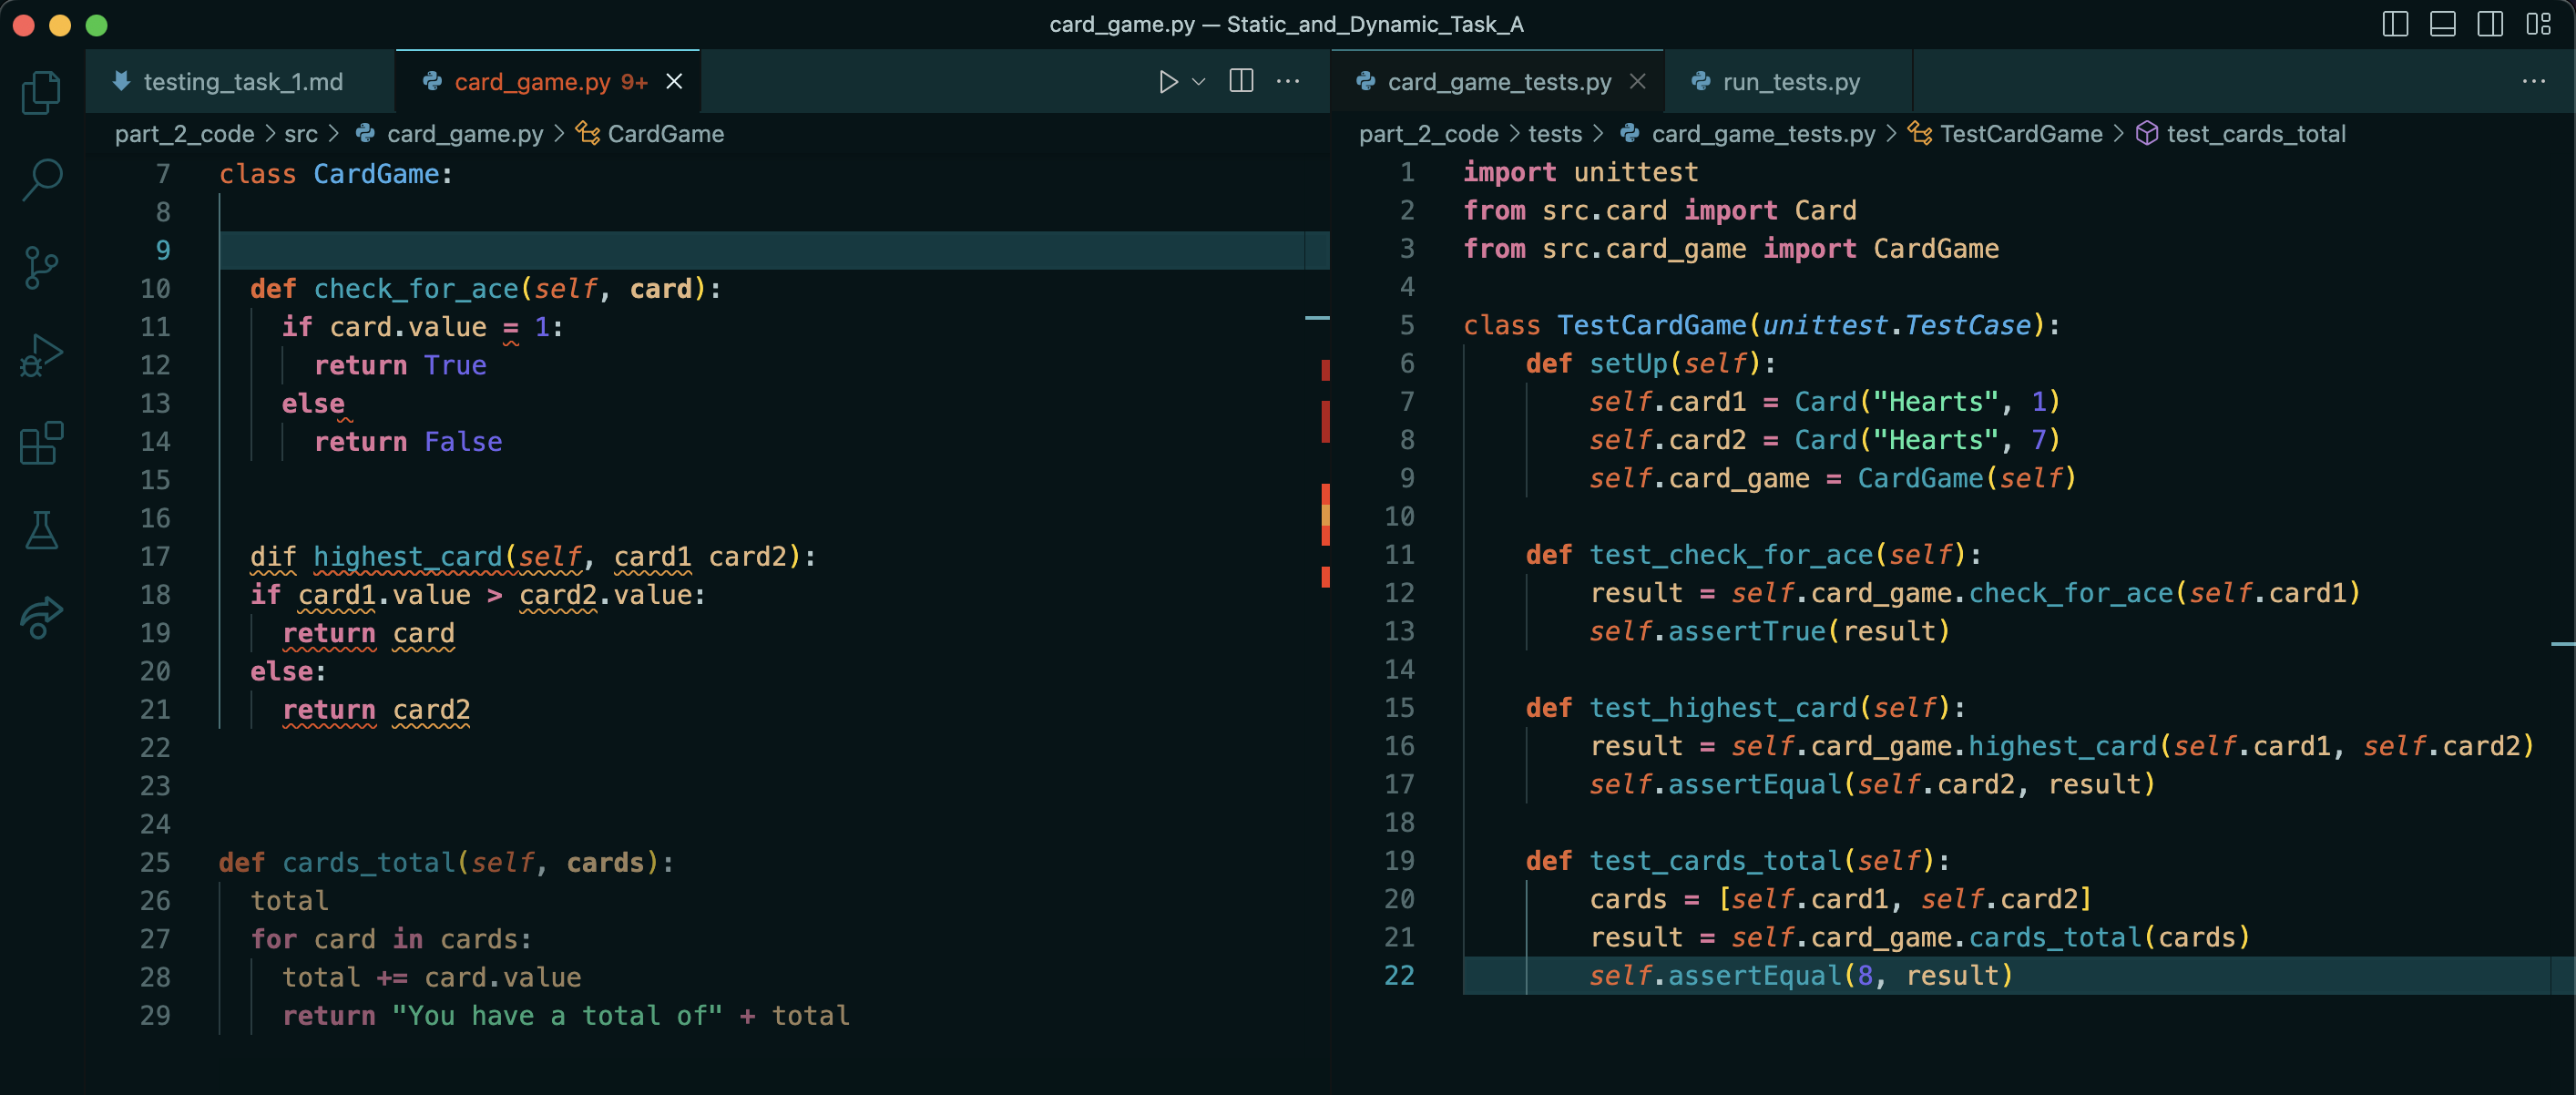 card_game.py — Static_and_Dynamic_Task_A
testing_task_1.md
card_game.py 9+
part_2_code > src > card_game.py > CardGame
7 class CardGame:
8
9
10 def check_for_ace(self, card):
11 if card.value = 1:
12 return True
13 else
14 return False
15
16
17 dif highest_card(self, card1 card2):
18 if card1.value > card2.value:
19 return card
20 else:
21 return card2
22
23
24
25 def cards_total(self, cards):
26 total
27 for card in cards:
28 total += card.value
29 return "You have a total of" + total
card_game_tests.py
run_tests.py
part_2_code > tests > card_game_tests.py > TestCardGame > test_cards_total
1 import unittest
2 from src.card import Card
3 from src.card_game import CardGame
4
5 class TestCardGame(unittest.TestCase):
6 def setUp(self):
7 self.card1 = Card("Hearts", 1)
8 self.card2 = Card("Hearts", 7)
9 self.card_game = CardGame(self)
10
11 def test_check_for_ace(self):
12 result = self.card_game.check_for_ace(self.card1)
13 self.assertTrue(result)
14
15 def test_highest_card(self):
16 result = self.card_game.highest_card(self.card1, self.card2)
17 self.assertEqual(self.card2, result)
18
19 def test_cards_total(self):
20 cards = [self.card1, self.card2]
21 result = self.card_game.cards_total(cards)
22 self.assertEqual(8, result)